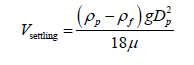 V_settling = (ρ_p − ρ_f) g D_p^2 / 18μ